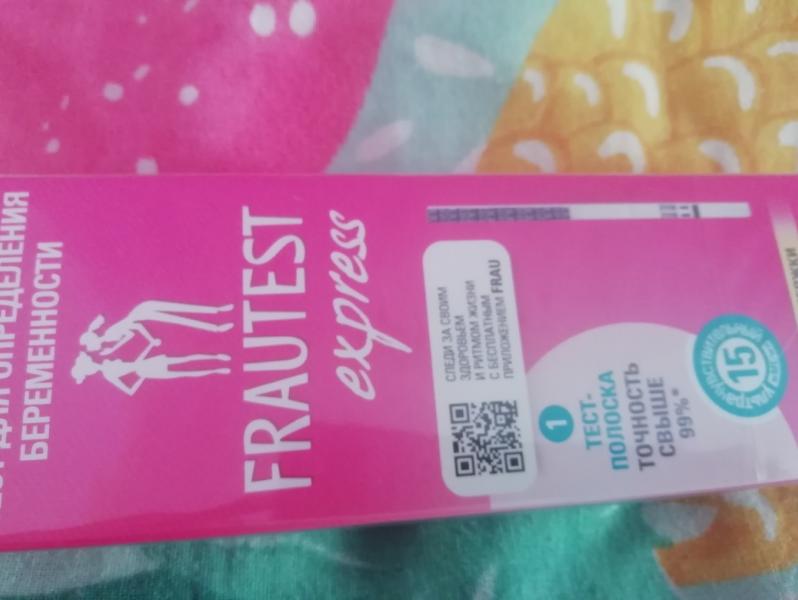 ОПРЕДЕЛЕНИЯ
БЕРЕМЕННОСТИ
FRAUTEST
express
СЛЕДИ ЗА СВОИМ
ЗДОРОВЬЕМ
И РИТМОМ ЖИЗНИ
С БЕСПЛАТНЫМ
ПРИЛОЖЕНИЕМ FRAU
1
ТЕСТ-
ПОЛОСКА
ТОЧНОСТЬ
СВЫШЕ
99%*
15